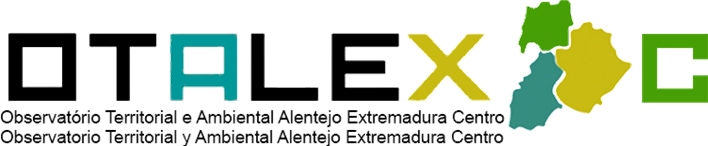 OTALEX C
Observatório Territorial e Ambiental Alentejo Extremadura Centro
Observatorio Territorial y Ambiental Alentejo Extremadura Centro